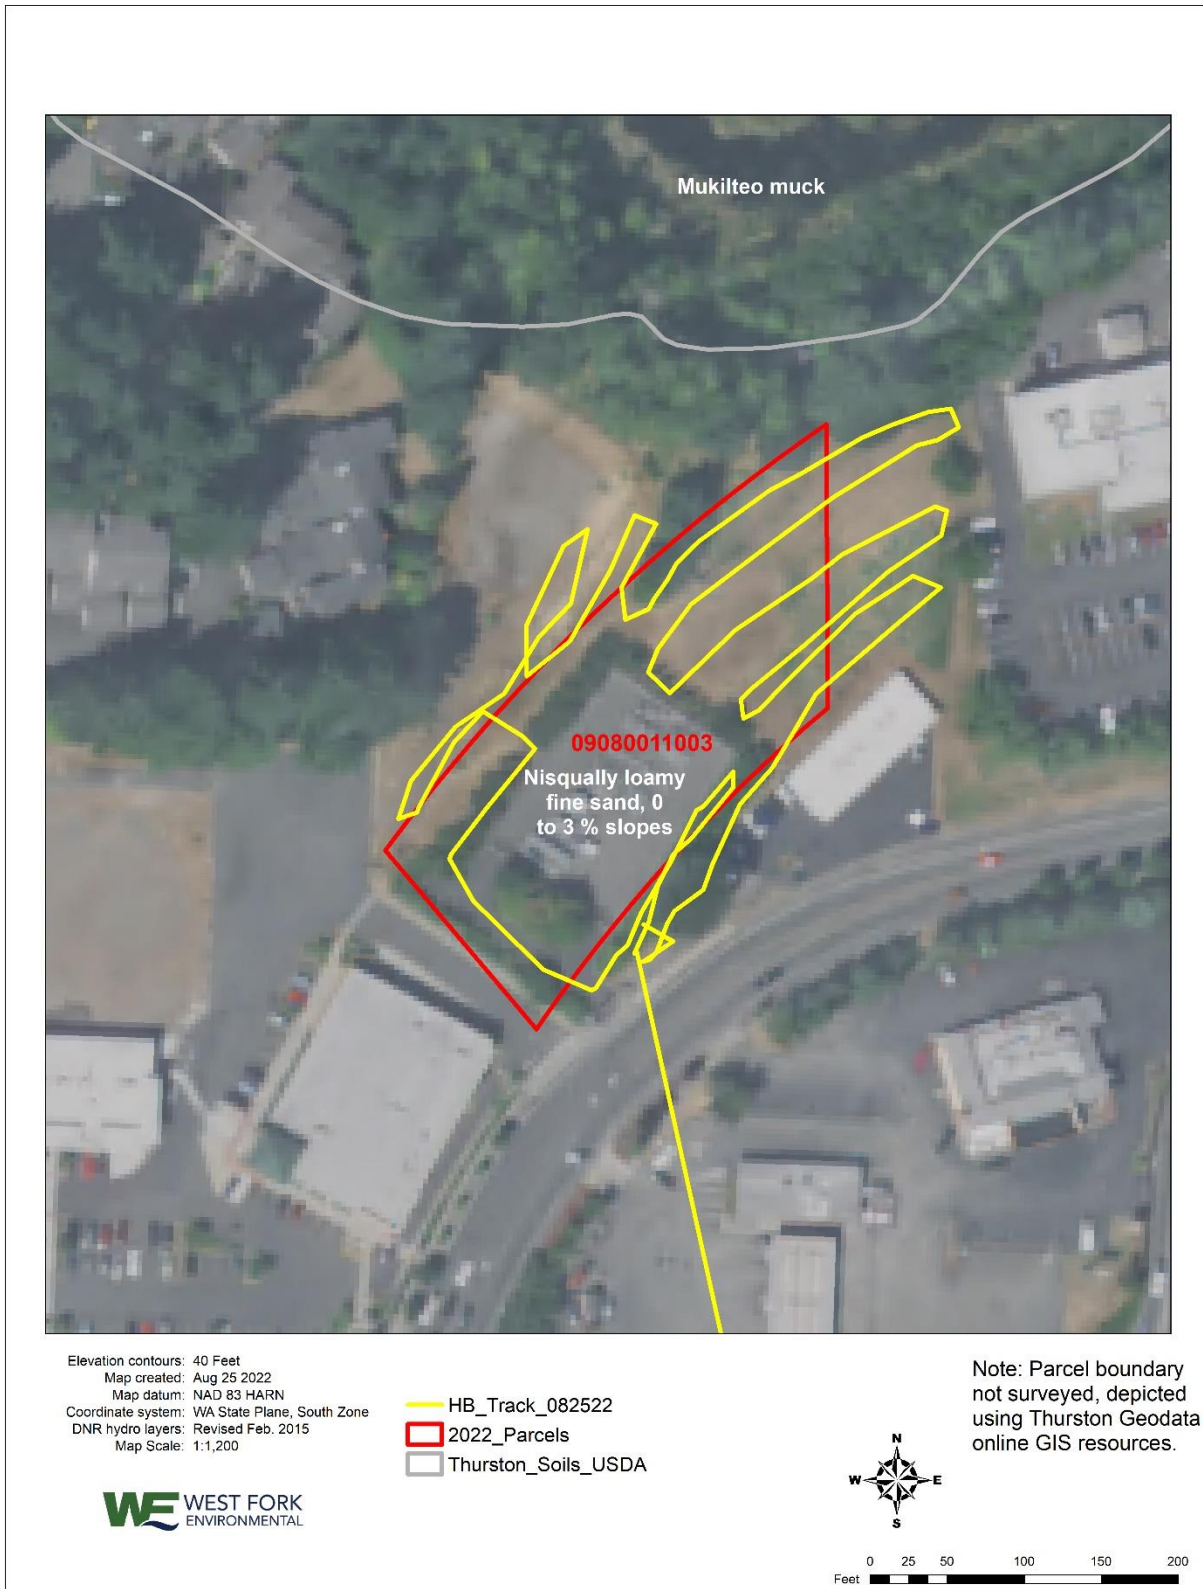 Mukilteo muck
09080011003
Nisqually loamy
fine sand, 0
to 3 % slopes
Elevation contours: 40 Feet
Map created: Aug 25 2022
Map datum: NAD 83 HARN
Coordinate system: WA State Plane, South Zone
DNR hydro layers: Revised Feb. 2015
Map Scale: 1:1,200
WF WEST FORK
ENVIRONMENTAL
HB_Track_082522
2022_Parcels
Thurston_Soils_USDA
Note: Parcel boundary
not surveyed, depicted
using Thurston Geodata
online GIS resources.
N
W E
S
0 25 50 100 150 200
Feet